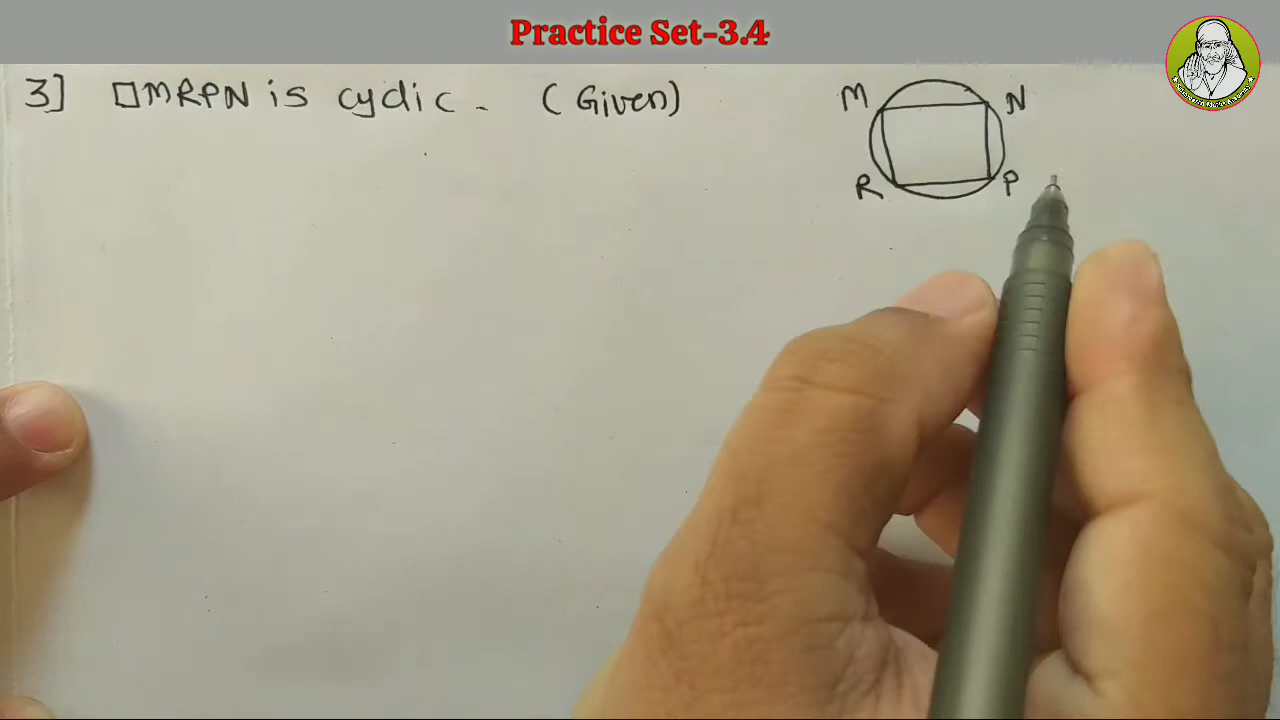 Practice Set-3.4
3] □MRPN is cyclic. (Given)
M N
R P